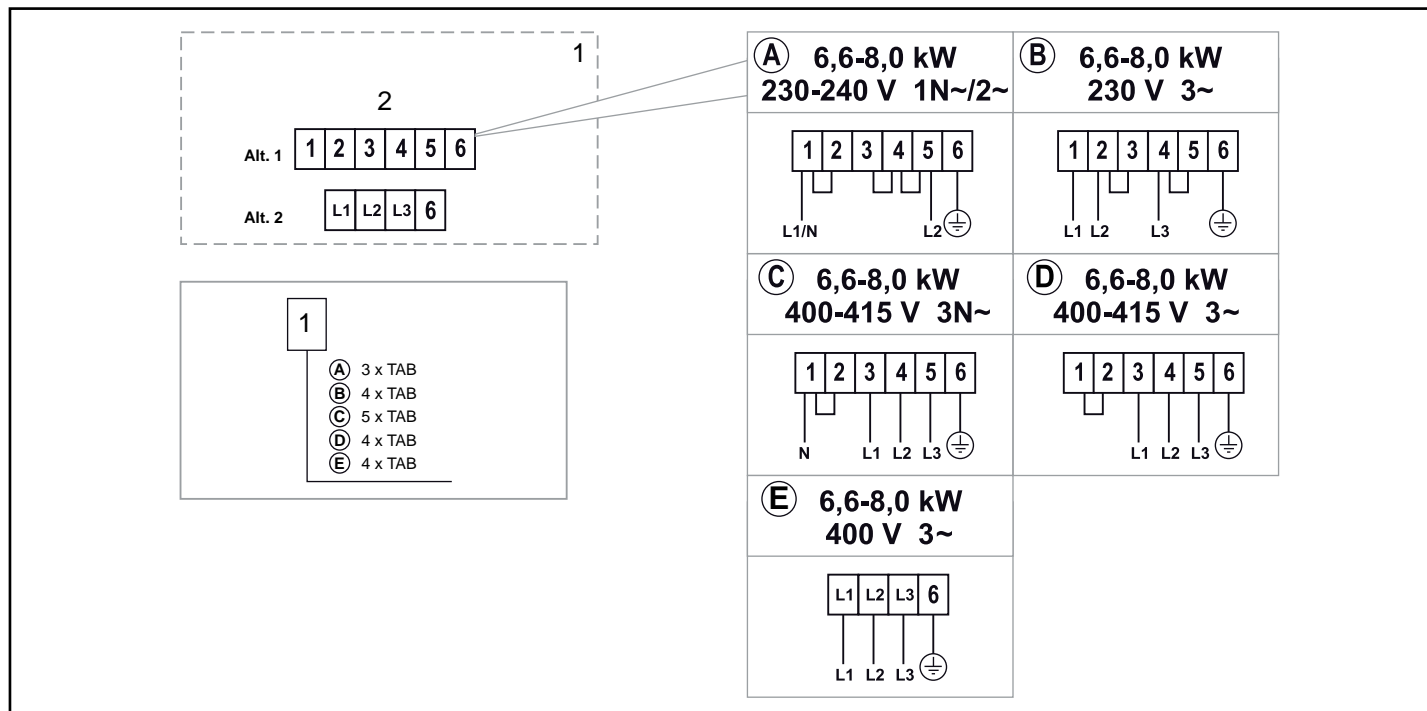 1
2
Alt. 1 1 2 3 4 5 6
Alt. 2 L1 L2 L3 6
1
A 3 x TAB
B 4 x TAB
C 5 x TAB
D 4 x TAB
E 4 x TAB
A 6,6-8,0 kW
230-240 V 1N~/2~
1 2 3 4 5 6
L1/N L2
B 6,6-8,0 kW
230 V 3~
1 2 3 4 5 6
L1 L2 L3
C 6,6-8,0 kW
400-415 V 3N~
1 2 3 4 5 6
N L1 L2 L3
D 6,6-8,0 kW
400-415 V 3~
1 2 3 4 5 6
L1 L2 L3
E 6,6-8,0 kW
400 V 3~
L1 L2 L3 6
L1 L2 L3